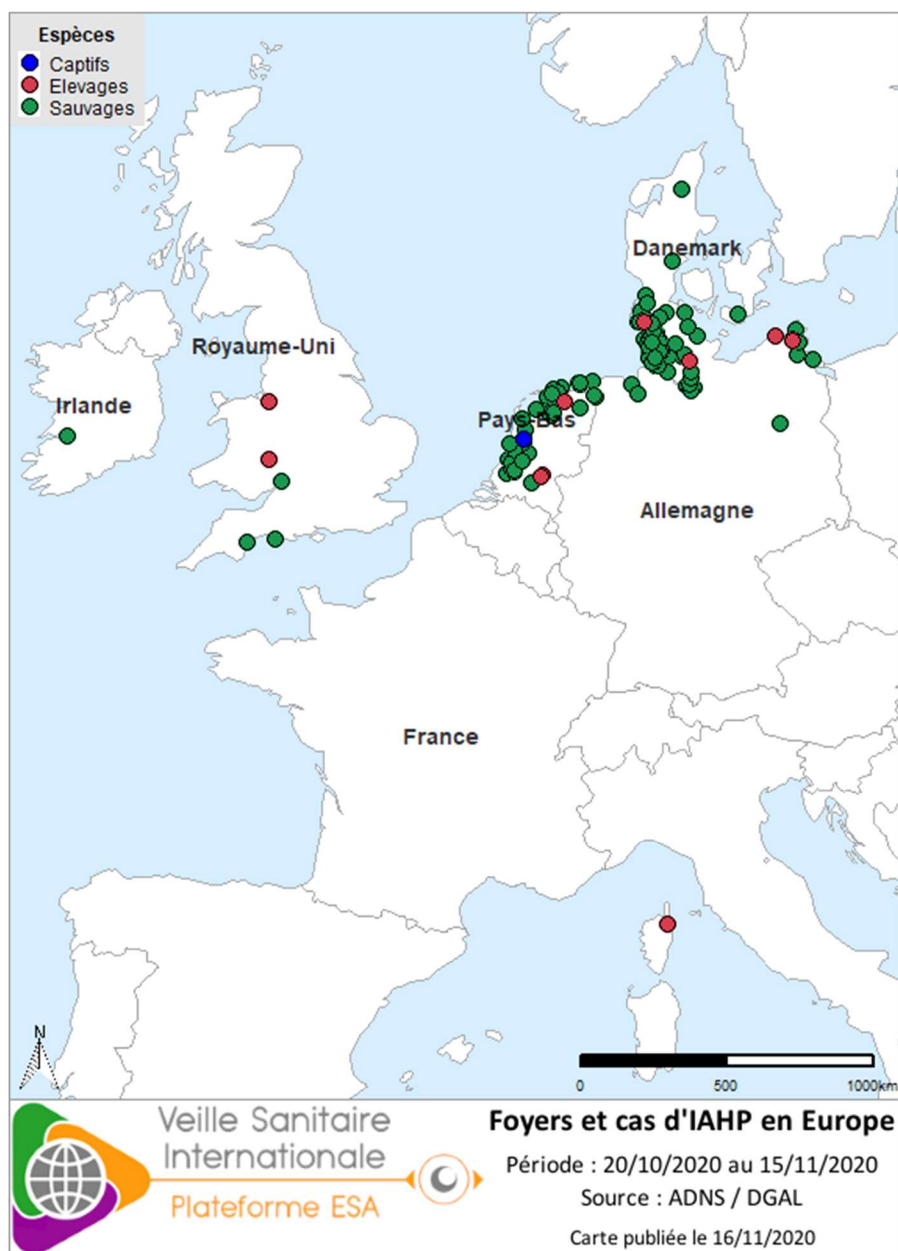 Espèces
Captifs
Elevages
Sauvages
Danemark
Royaume-Uni
Irlande
Pays-Bas
Allemagne
France
N
0 500 1000km
Veille Sanitaire
Internationale
Plateforme ESA
Foyers et cas d'IAHP en Europe
Période : 20/10/2020 au 15/11/2020
Source : ADNS / DGAL
Carte publiée le 16/11/2020